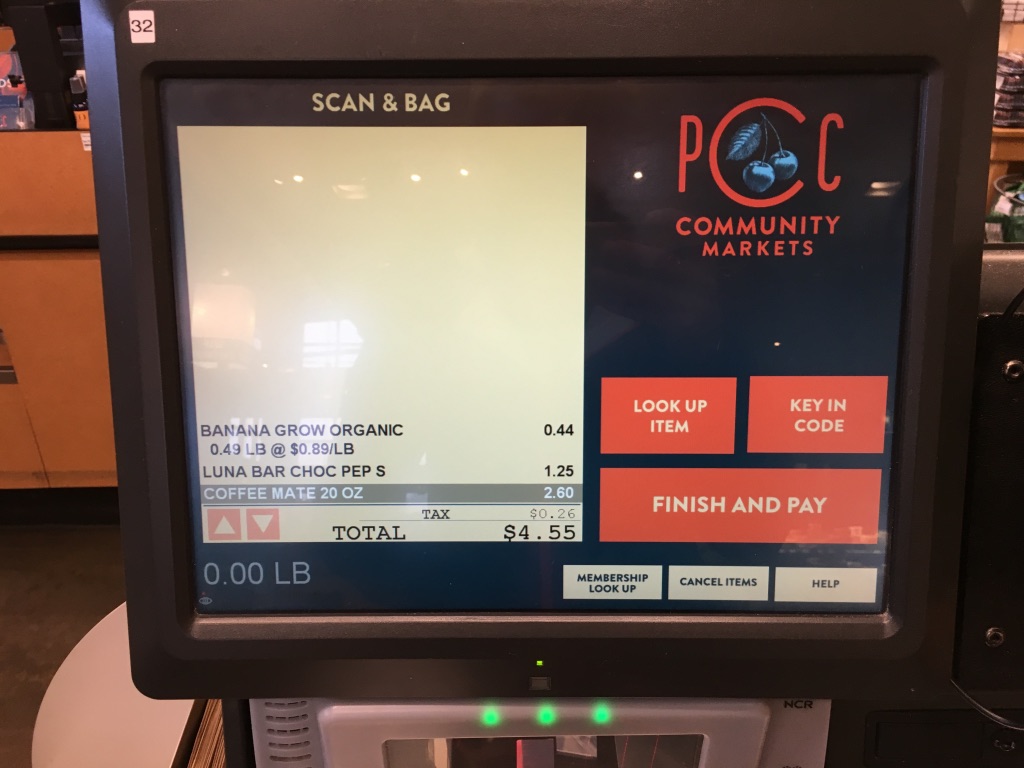 32
SCAN & BAG
PCC
COMMUNITY
MARKETS
BANANA GROW ORGANIC 0.44
0.49 LB @ $0.89/LB
LUNA BAR CHOC PEP S 1.25
COFFEE MATE 20 OZ 2.60
TAX $0.26
TOTAL $4.55
0.00 LB
LOOK UP
ITEM
KEY IN
CODE
FINISH AND PAY
MEMBERSHIP
LOOK UP
CANCEL ITEMS
HELP
NCR